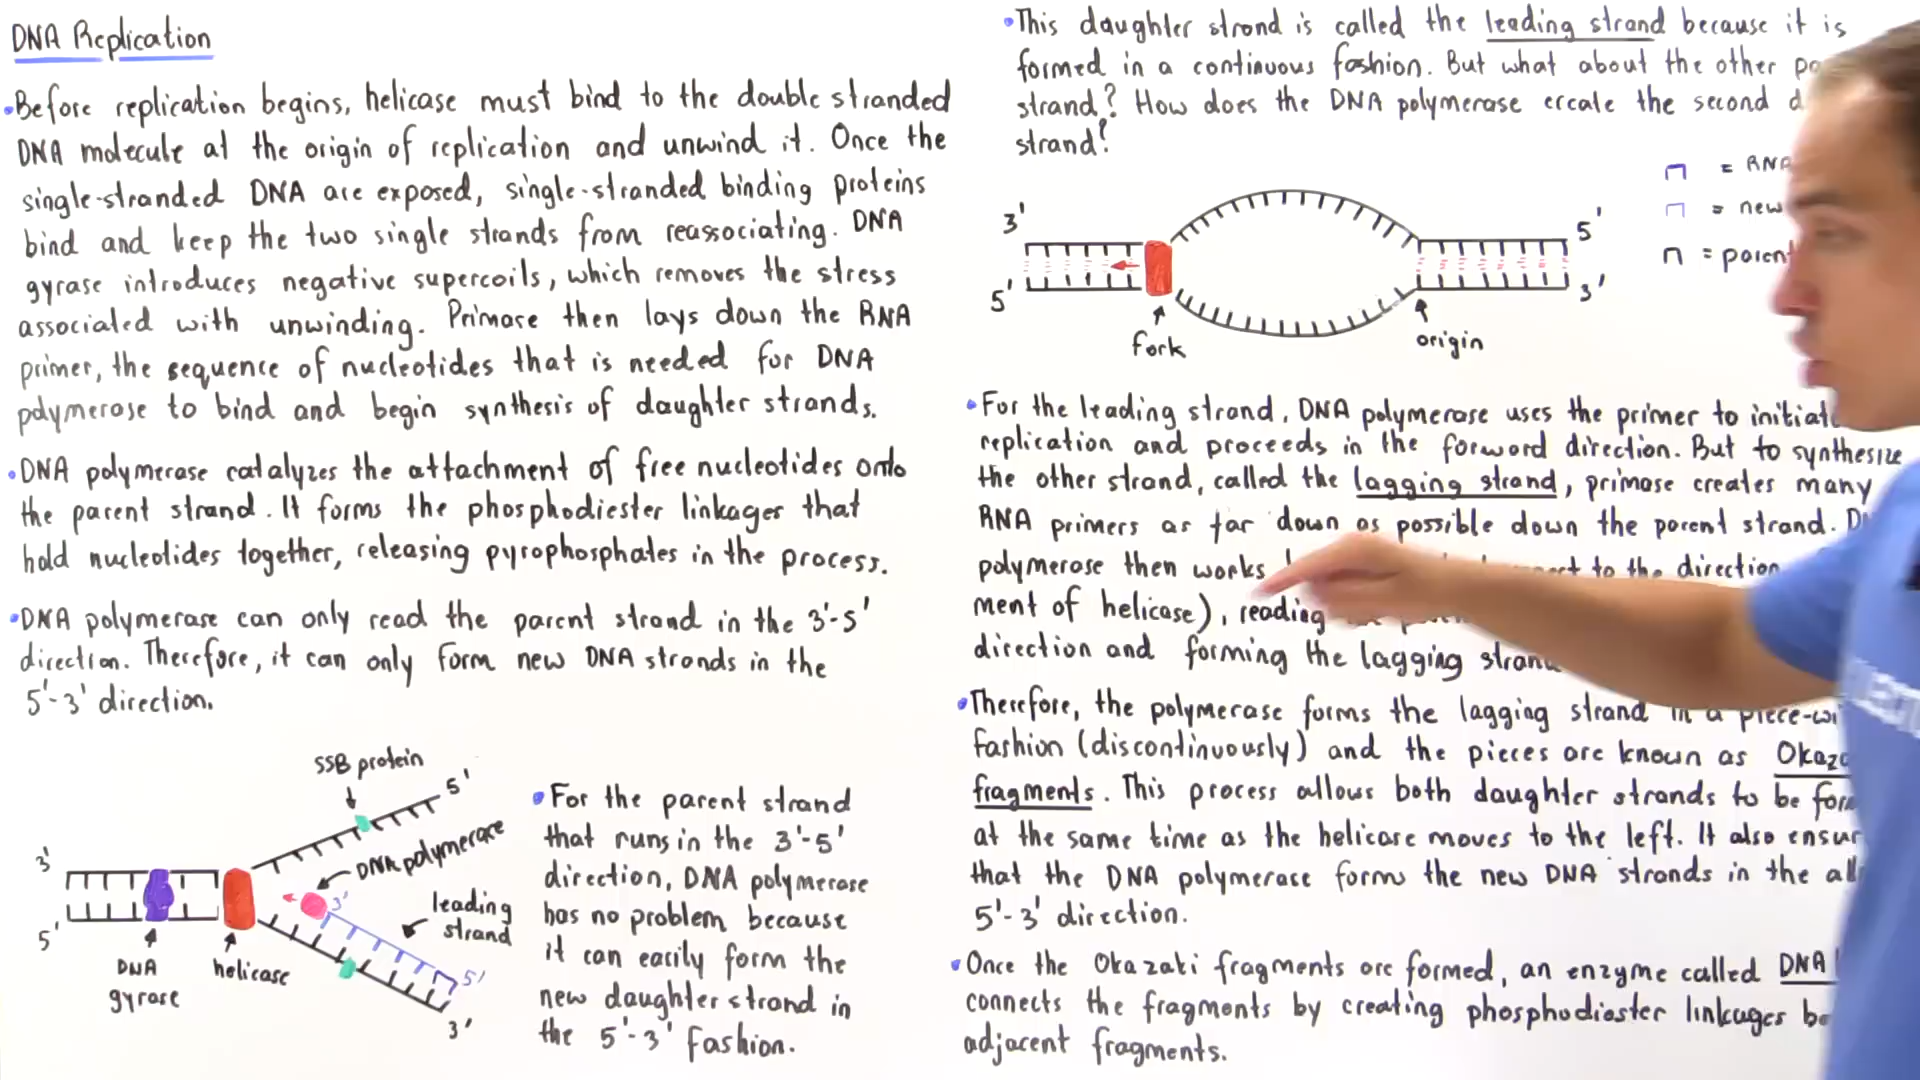 DNA Replication
•Before replication begins, helicase must bind to the double stranded
DNA molecule at the origin of replication and unwind it. Once the
single-stranded DNA are exposed, single-stranded binding proteins
bind and keep the two single strands from reassociating. DNA
gyrase introduces negative supercoils, which removes the stress
associated with unwinding. Primase then lays down the RNA
primer, the sequence of nucleotides that is needed for DNA
polymerase to bind and begin synthesis of daughter strands.
•DNA polymerase catalyzes the attachment of free nucleotides onto
the parent strand. It forms the phosphodiester linkages that
hold nucleotides together, releasing pyrophosphates in the process.
•DNA polymerase can only read the parent strand in the 3'-5'
direction. Therefore, it can only form new DNA strands in the
5'-3' direction.
SSB protein
5'
DNA polymerase
3'
3'
leading
strand
5'
5'
DNA
gyrase
helicase
3'
•For the parent strand
that runs in the 3'-5'
direction, DNA polymerase
has no problem because
it can easily form the
new daughter strand in
the 5'-3' fashion.
•This daughter strand is called the leading strand because it is
formed in a continuous fashion. But what about the other
strand? How does the DNA polymerase create the second
strand?
= RNA
= new
= parent
3'
5'
5'
3'
fork
origin
•For the leading strand, DNA polymerase uses the primer to
replication and proceeds in the forward direction. But to synthesize
the other strand, called the lagging strand, primase creates many
RNA primers as far down as possible down the parent strand.
polymerase then works to the direction
ment of helicase), reading
direction and forming the lagging
•Therefore, the polymerase forms the lagging strand in a
fashion (discontinuously) and the pieces are known as
fragments. This process allows both daughter strands to be
at the same time as the helicase moves to the left. It also
that the DNA polymerase forms the new DNA strands in the
5'-3' direction.
•Once the Okazaki fragments are formed, an enzyme called DNA
connects the fragments by creating phosphodiester linkages
adjacent fragments.